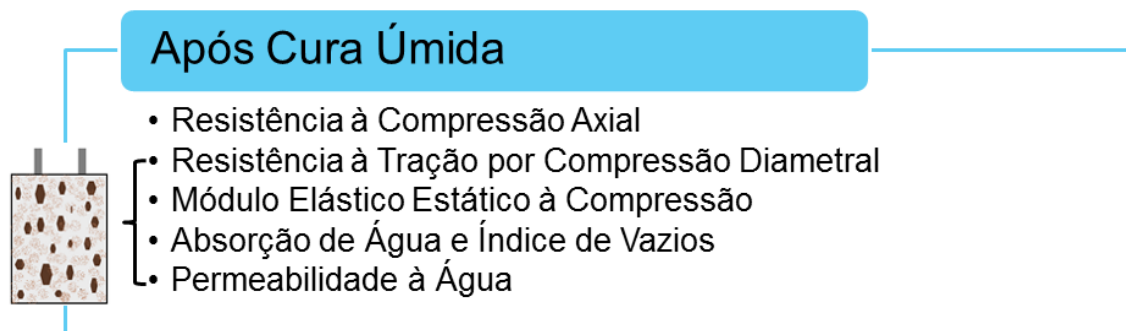 Após Cura Úmida
• Resistência à Compressão Axial
• Resistência à Tração por Compressão Diametral
• Módulo Elástico Estático à Compressão
• Absorção de Água e Índice de Vazios
• Permeabilidade à Água